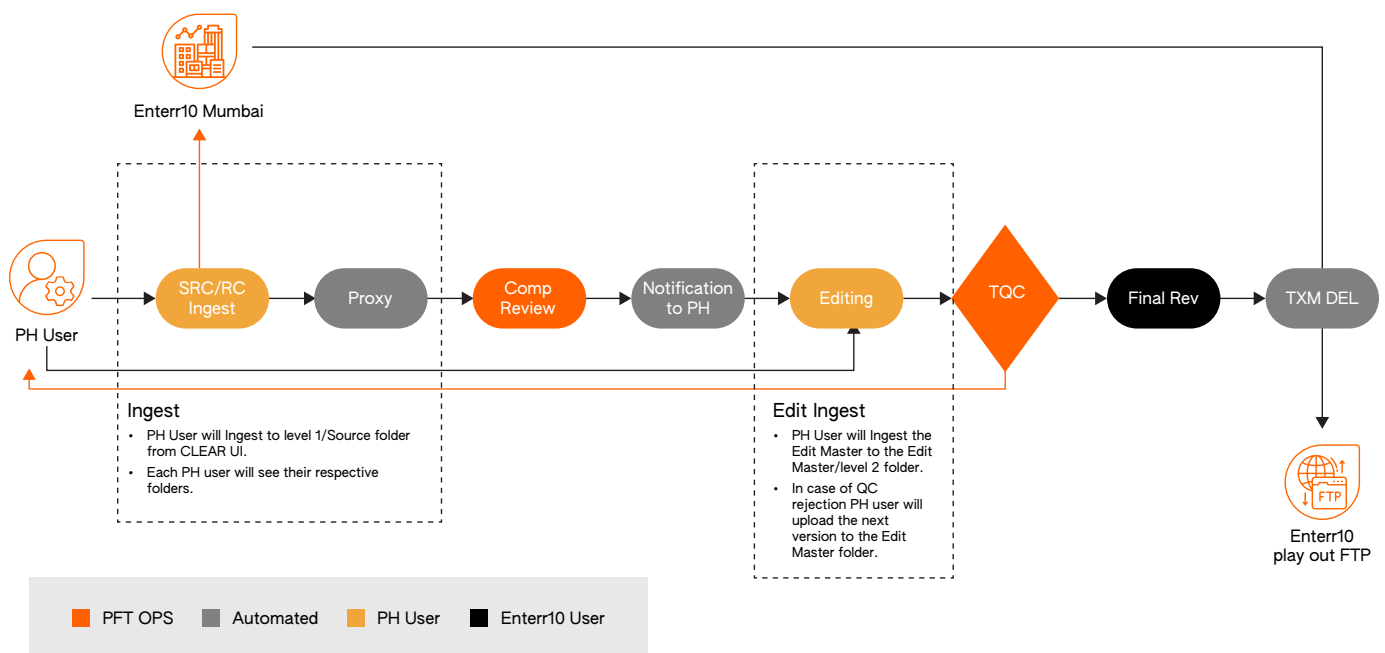 Enterr10 Mumbai
PH User
SRC/RC
Ingest
Proxy
Comp
Review
Notification
to PH
Editing
TQC
Final Rev
TXM DEL
Ingest
• PH User will Ingest to level 1/Source folder
from CLEAR UI.
• Each PH user will see their respective
folders.
Edit Ingest
• PH User will Ingest the
Edit Master to the Edit
Master/level 2 folder.
• In case of QC
rejection PH user will
upload the next
version to the Edit
Master folder.
FTP
Enterr10
play out FTP
PFT OPS
Automated
PH User
Enterr10 User